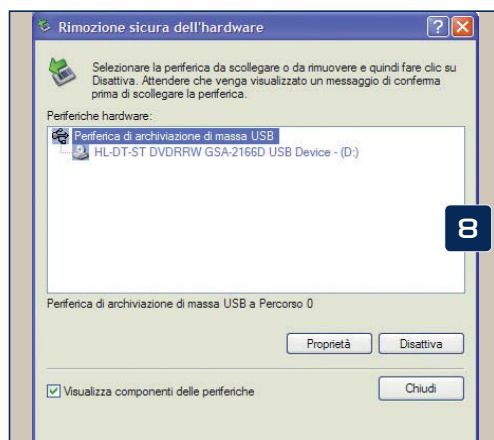 Rimozione sicura dell'hardware
Selezionare la periferica da scollegare o da rimuovere e quindi fare clic su
Disattiva. Attendere che venga visualizzato un messaggio di conferma
prima di scollegare la periferica.
Periferiche hardware:
Periferica di archiviazione di massa USB
HL-DT-ST DVDRRW GSA-2166D USB Device - (D:)
8
Periferica di archiviazione di massa USB a Percorso 0
Proprietà Disattiva
Visualizza componenti delle periferiche Chiudi